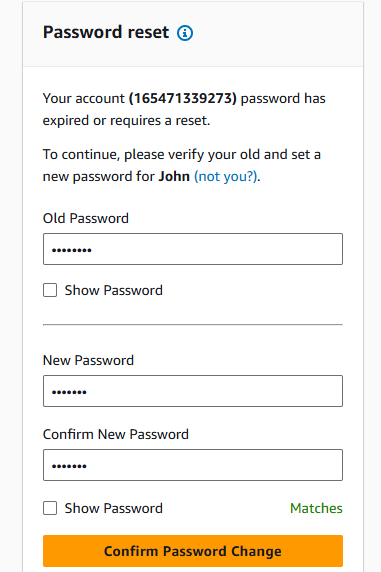 Password reset
Your account (165471339273) password has
expired or requires a reset.
To continue, please verify your old and set a
new password for John (not you?).
Old Password
••••••••
Show Password
New Password
•••••••
Confirm New Password
•••••••
Show Password Matches
Confirm Password Change